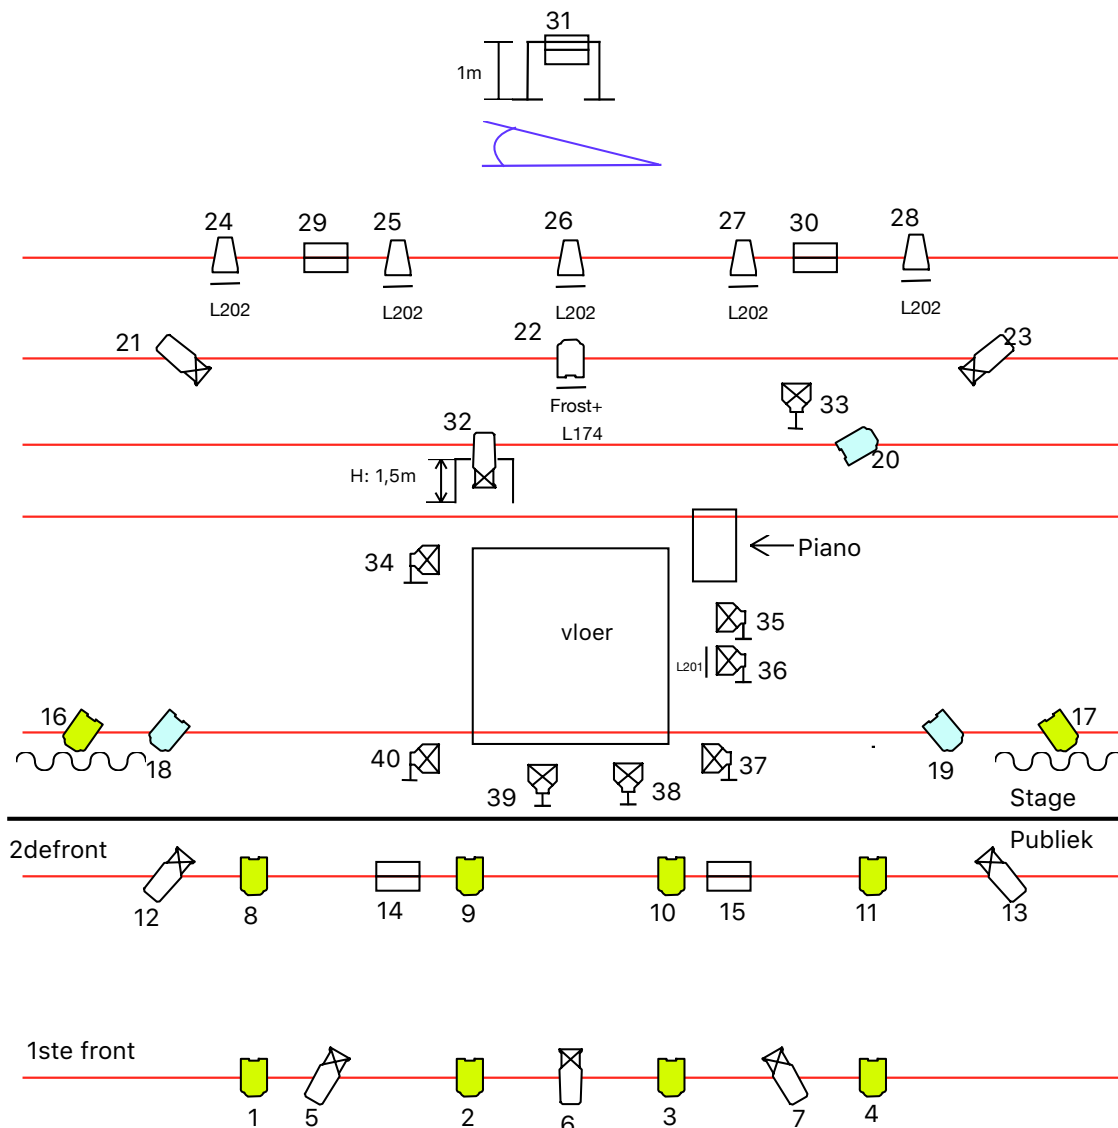 31
1m
24 29 25 26 27 30 28
L202 L202 L202 L202 L202
21 22 23
Frost+
L174
32 33
20
H: 1,5m
Piano
34
vloer
35
L201 36
16 17
18 40 37 19
39 38
Stage
2defront Publiek
12 8 14 9 10 15 11 13
1ste front
1 5 2 6 3 7 4